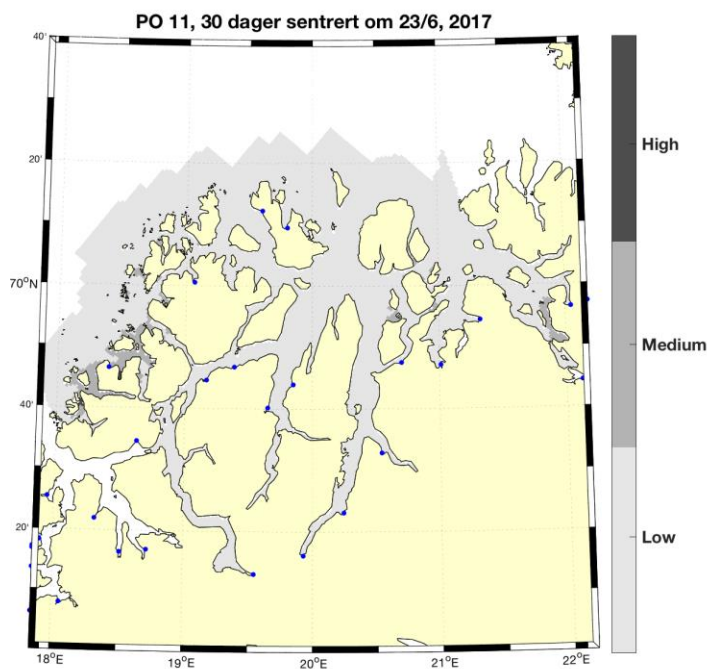 PO 11, 30 dager sentrert om 23/6, 2017
40'
20'
70°N
40'
20'
18°E
19°E
20°E
21°E
22°E
High
Medium
Low